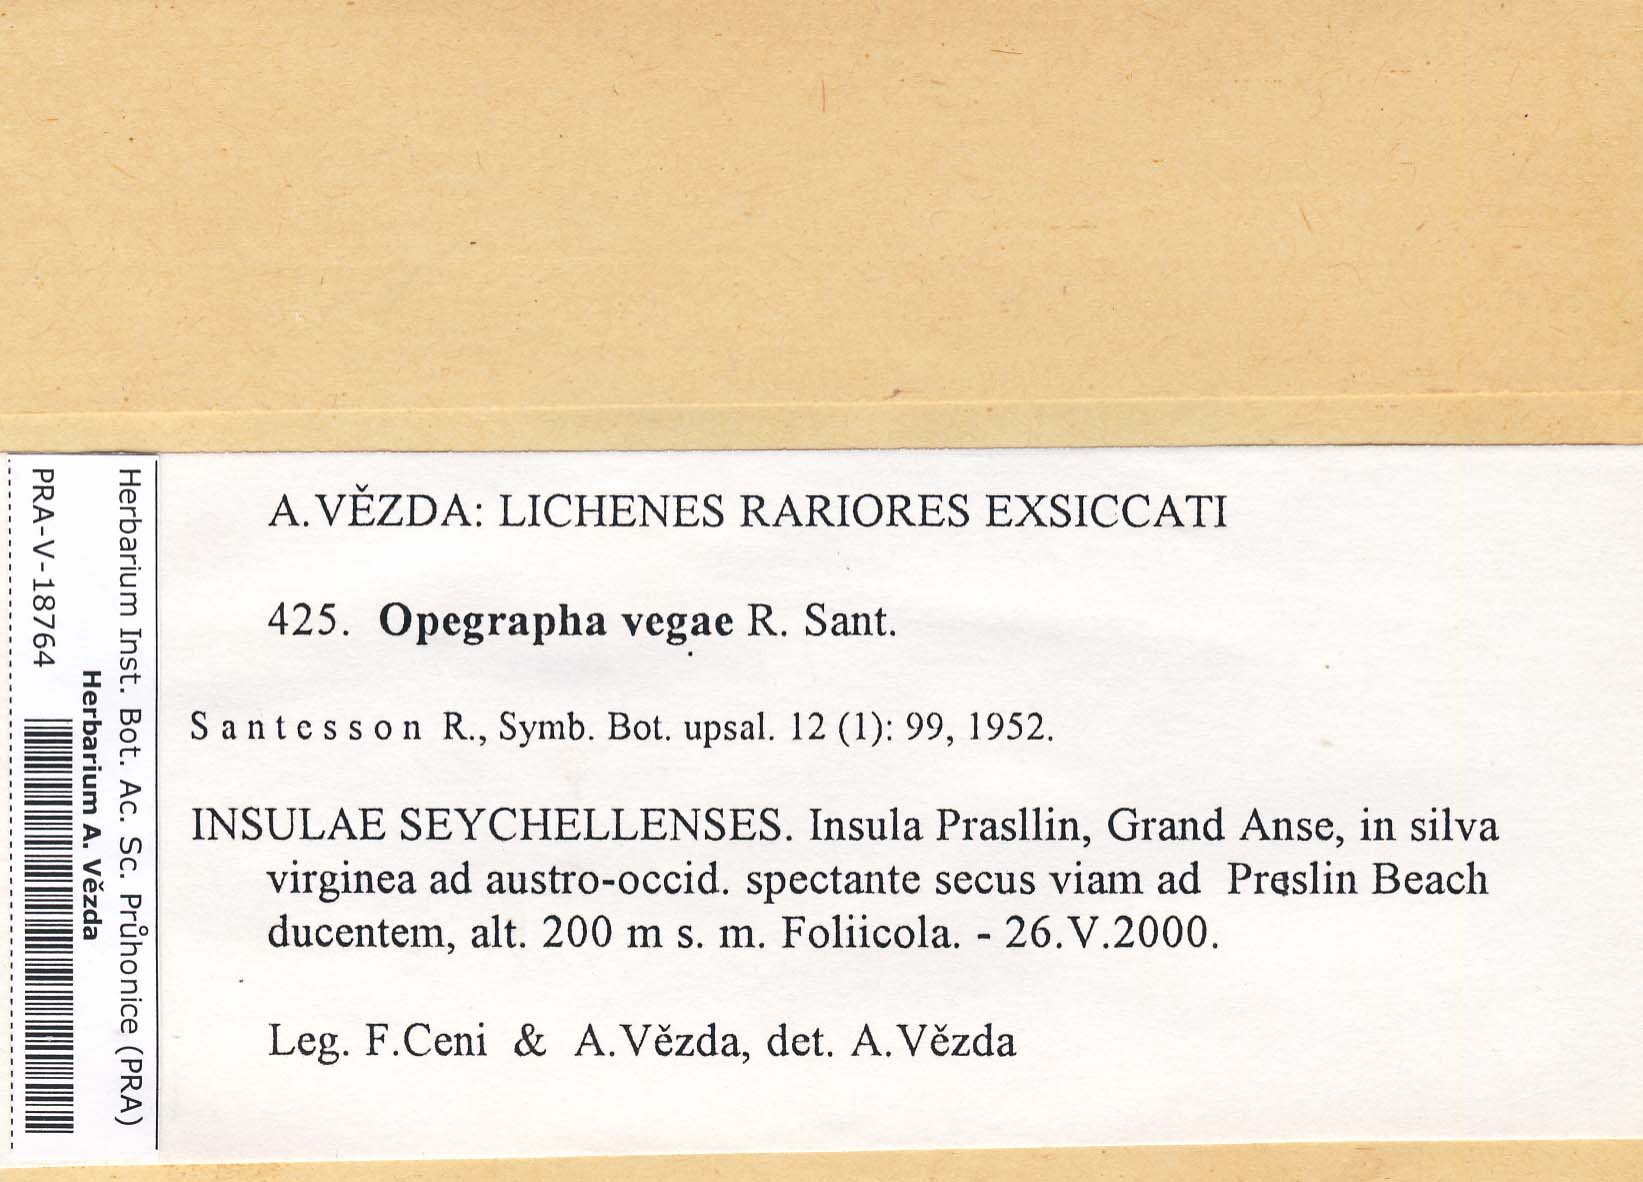 A.VĚZDA: LICHENES RARIORES EXSICCATI
425. Opegrapha vegae R. Sant.
Santesson R., Symb. Bot. upsal. 12 (1): 99, 1952.
INSULAE SEYCHELLENSES. Insula Prasllin, Grand Anse, in silva
virginea ad austro-occid. spectante secus viam ad Praslin Beach
ducentem, alt. 200 m s. m. Foliicola. - 26.V.2000.
Leg. F.Ceni & A.Vězda, det. A.Vězda
Herbarium Inst. Bot. Ac. Sc. Průhonice (PRA)
Herbarium A. Vězda
PRA-V-18764